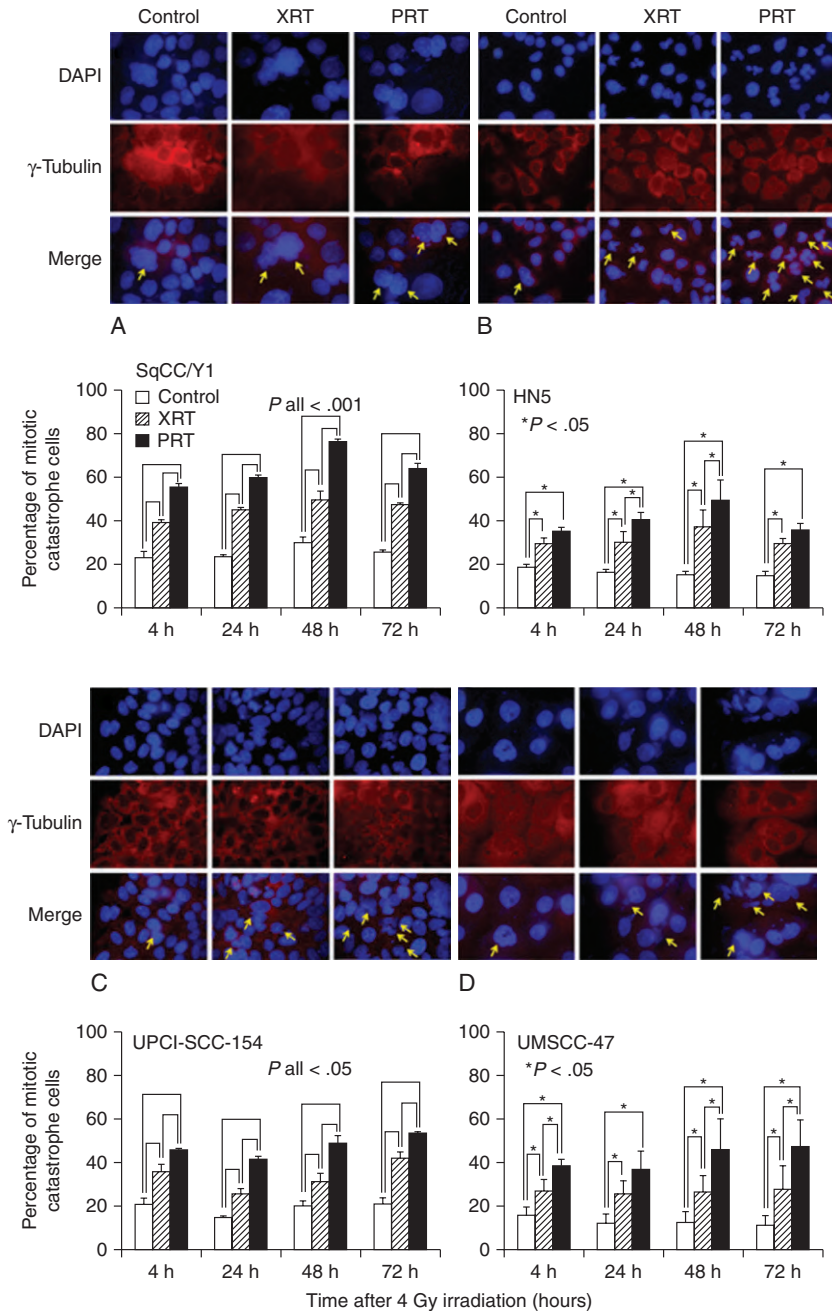 Control XRT PRT Control XRT PRT
DAPI
γ-Tubulin
Merge
A B
SqCC/Y1
Control
XRT
PRT
P all < .001
Percentage of mitotic
catastrophe cells
100
80
60
40
20
0
4 h 24 h 48 h 72 h
HN5
*P < .05
100
80
60
40
20
0
* * * * * * * * * *
4 h 24 h 48 h 72 h
DAPI
γ-Tubulin
Merge
C D
UPCI-SCC-154
P all < .05
Percentage of mitotic
catastrophe cells
100
80
60
40
20
0
4 h 24 h 48 h 72 h
UMSCC-47
*P < .05
100
80
60
40
20
0
* * * * * * * * * * *
4 h 24 h 48 h 72 h
Time after 4 Gy irradiation (hours)